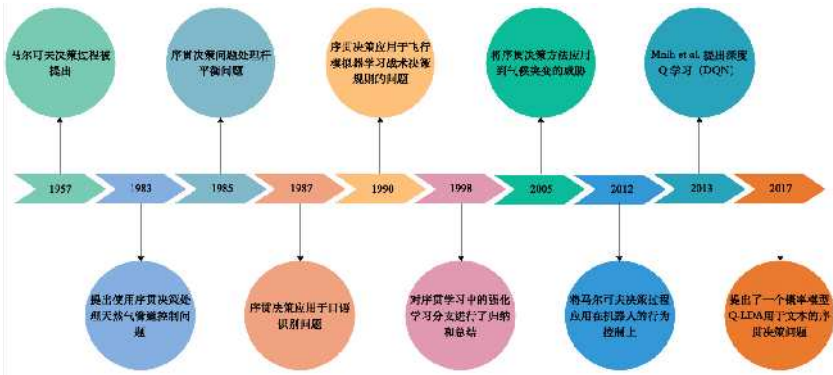 马尔可夫决策过程被
提出
序贯决策问题处理杆
平衡问题
序贯决策应用于飞行
模拟器学习战术决策
规则的问题
将序贯决策方法应用
到气候突变的威胁
Mnih et al. 提出深度
Q 学习（DQN）
1957
1983
1985
1987
1990
1998
2005
2012
2013
2017
提出使用序贯决策处
理天然气管道控制问
题
序贯决策应用于口语
识别问题
对序贯学习中的强化
学习分支进行了归纳
和总结
将马尔可夫决策过程
应用在机器人的行为
控制上
提出了一个概率模型
Q-LDA用于文本的序
贯决策问题